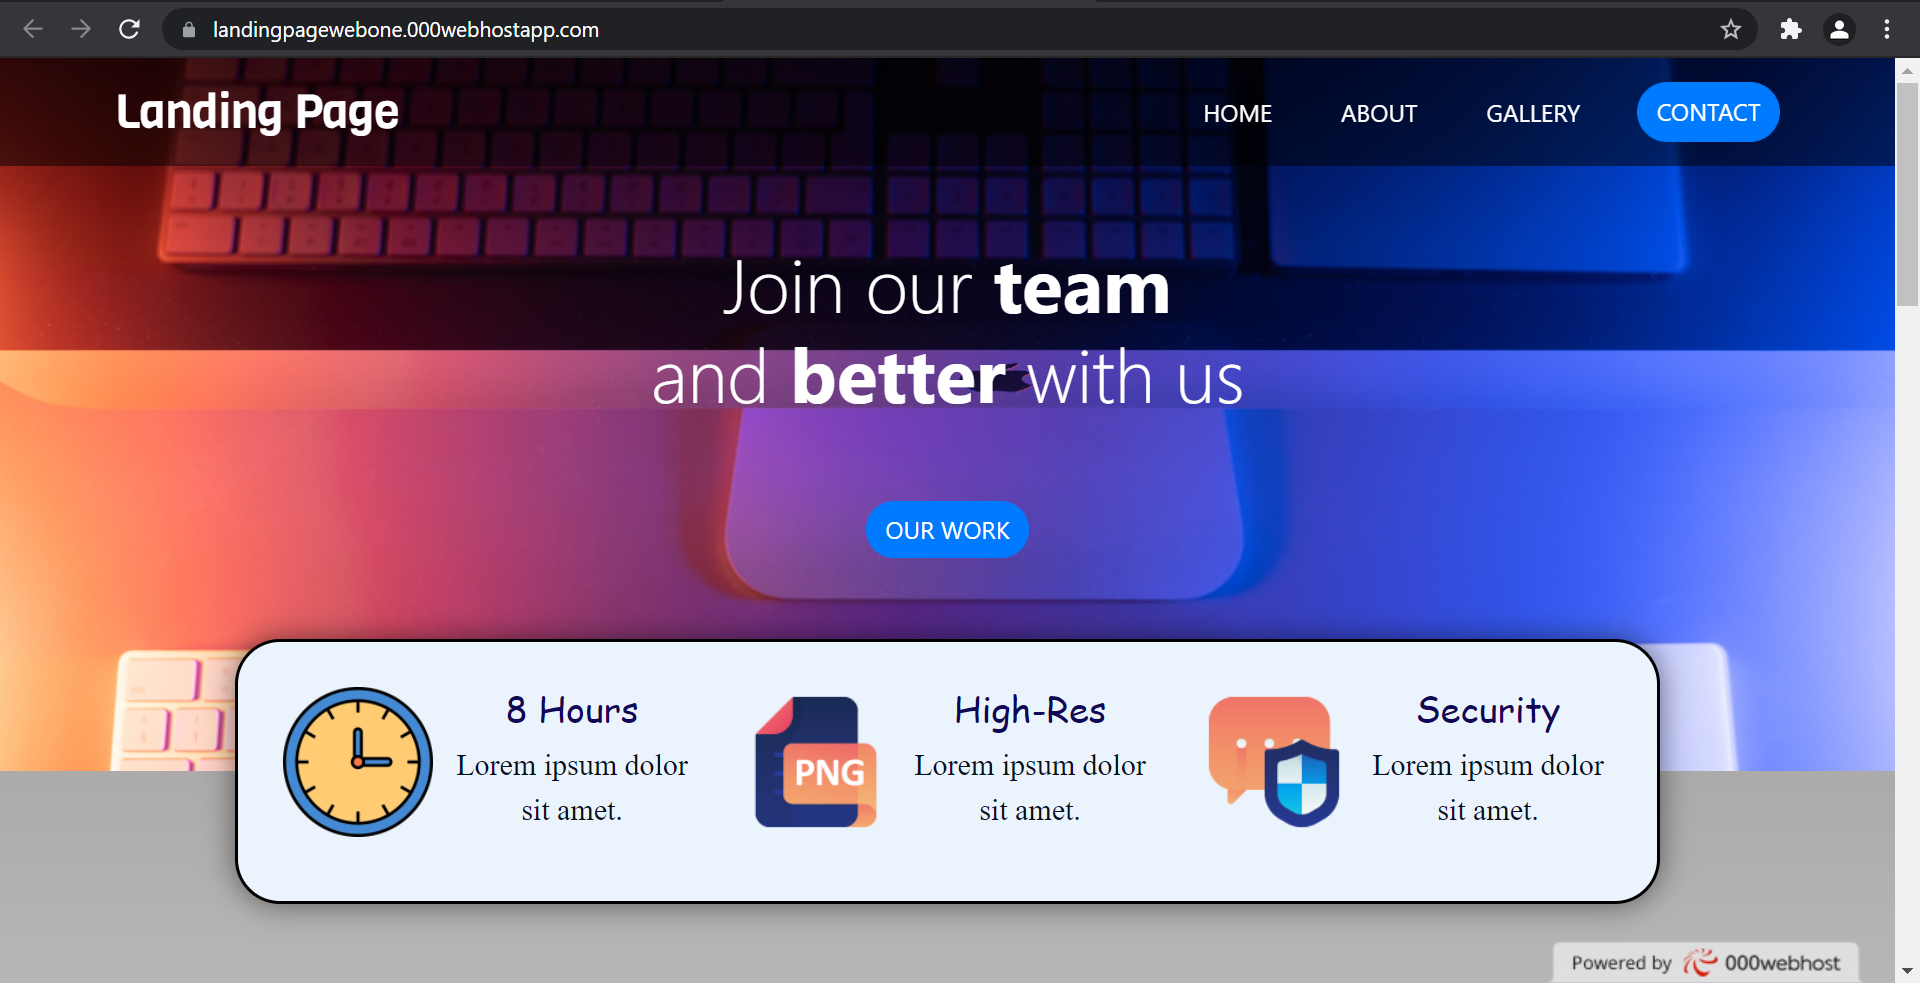 landingpagewebone.000webhostapp.com
Landing Page
HOME ABOUT GALLERY CONTACT
Join our team
and better with us
OUR WORK
8 Hours
Lorem ipsum dolor
sit amet.
PNG
High-Res
Lorem ipsum dolor
sit amet.
Security
Lorem ipsum dolor
sit amet.
Powered by 000webhost